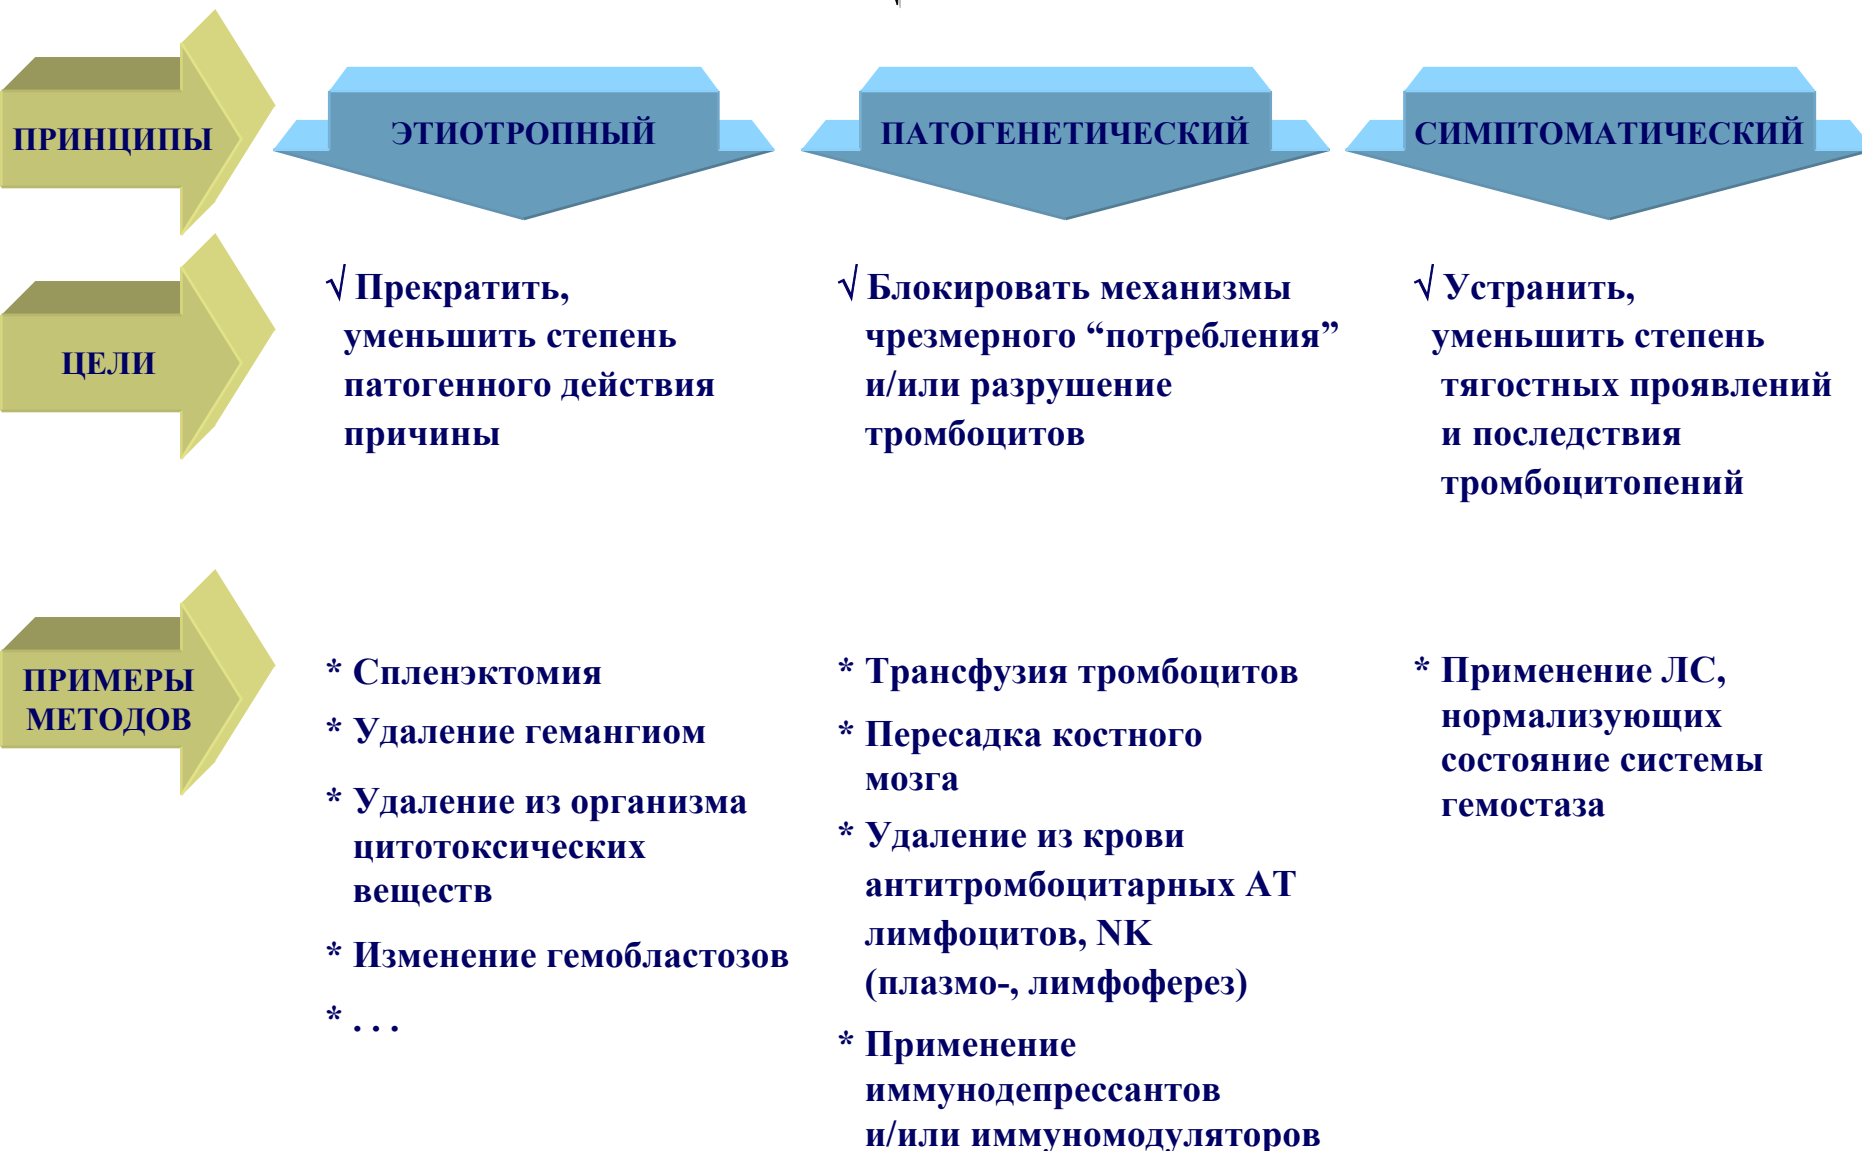 ПРИНЦИПЫ
ЭТИОТРОПНЫЙ
ПАТОГЕНЕТИЧЕСКИЙ
СИМПТОМАТИЧЕСКИЙ
ЦЕЛИ
√ Прекратить,
уменьшить степень
патогенного действия
причины
√ Блокировать механизмы
чрезмерного “потребления”
и/или разрушение
тромбоцитов
√ Устранить,
уменьшить степень
тягостных проявлений
и последствия
тромбоцитопений
ПРИМЕРЫ
МЕТОДОВ
* Спленэктомия
* Удаление гемангиом
* Удаление из организма
цитотоксических
веществ
* Изменение гемобластозов
* . . .
* Трансфузия тромбоцитов
* Пересадка костного
мозга
* Удаление из крови
антитромбоцитарных АТ
лимфоцитов, NK
(плазмо-, лимфоферез)
* Применение
иммунодепрессантов
и/или иммуномодуляторов
* Применение ЛС,
нормализующих
состояние системы
гемостаза